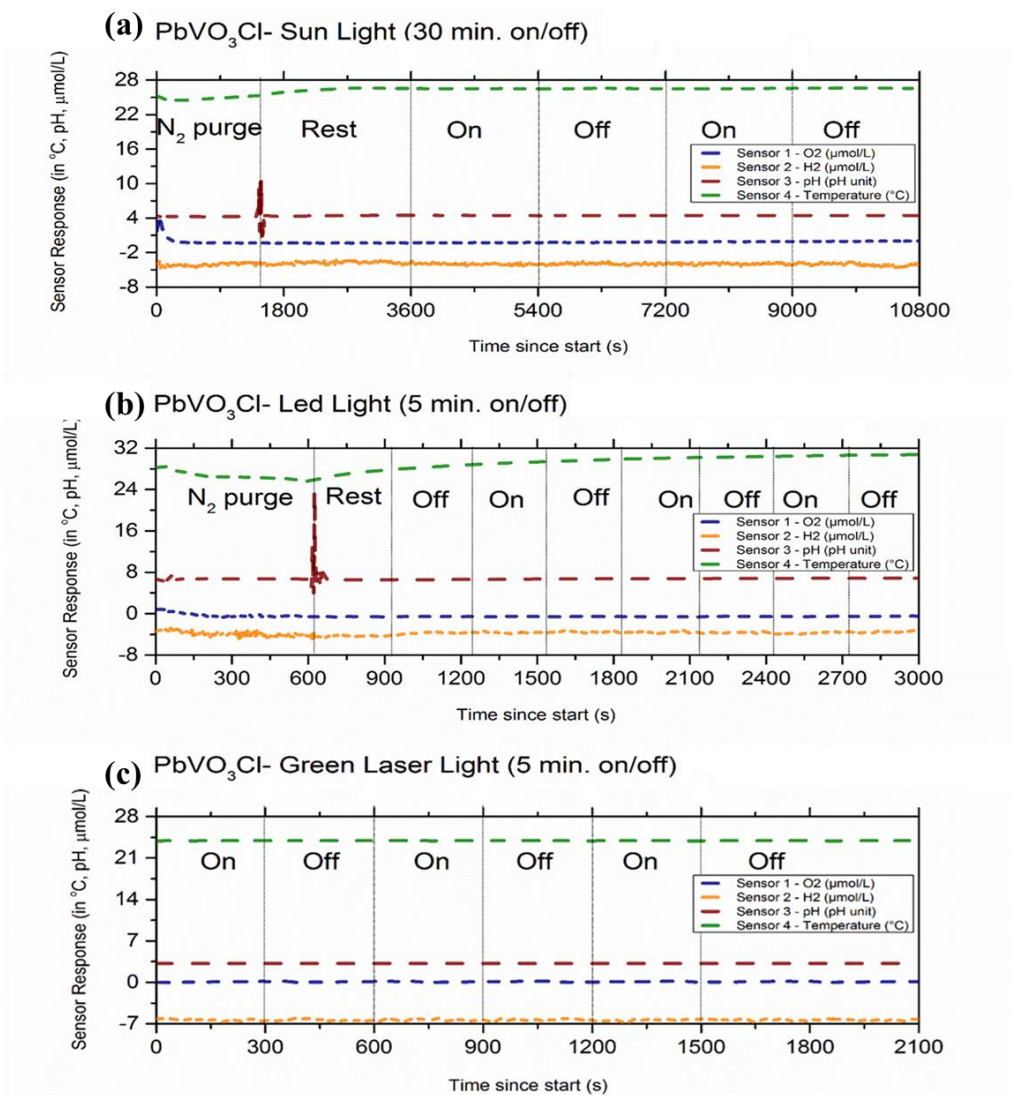 (a) PbVO₃Cl- Sun Light (30 min. on/off)
Sensor Response (in °C, pH, µmol/L)
28
22
16
10
4
-2
-8
N₂ purge
Rest
On
Off
On
Off
Sensor 1 - O2 (µmol/L)
Sensor 2 - H2 (µmol/L)
Sensor 3 - pH (pH unit)
Sensor 4 - Temperature (°C)
0 1800 3600 5400 7200 9000 10800
Time since start (s)
(b) PbVO₃Cl- Led Light (5 min. on/off)
Sensor Response (in °C, pH, µmol/L)
32
24
16
8
0
-8
N₂ purge
Rest
Off
On
Off
On
Off
On
Off
Sensor 1 - O2 (µmol/L)
Sensor 2 - H2 (µmol/L)
Sensor 3 - pH (pH unit)
Sensor 4 - Temperature (°C)
0 300 600 900 1200 1500 1800 2100 2400 2700 3000
Time since start (s)
(c) PbVO₃Cl- Green Laser Light (5 min. on/off)
Sensor Response (in °C, pH, µmol/L)
28
21
14
7
0
-7
On
Off
On
Off
On
Off
Sensor 1 - O2 (µmol/L)
Sensor 2 - H2 (µmol/L)
Sensor 3 - pH (pH unit)
Sensor 4 - Temperature (°C)
0 300 600 900 1200 1500 1800 2100
Time since start (s)